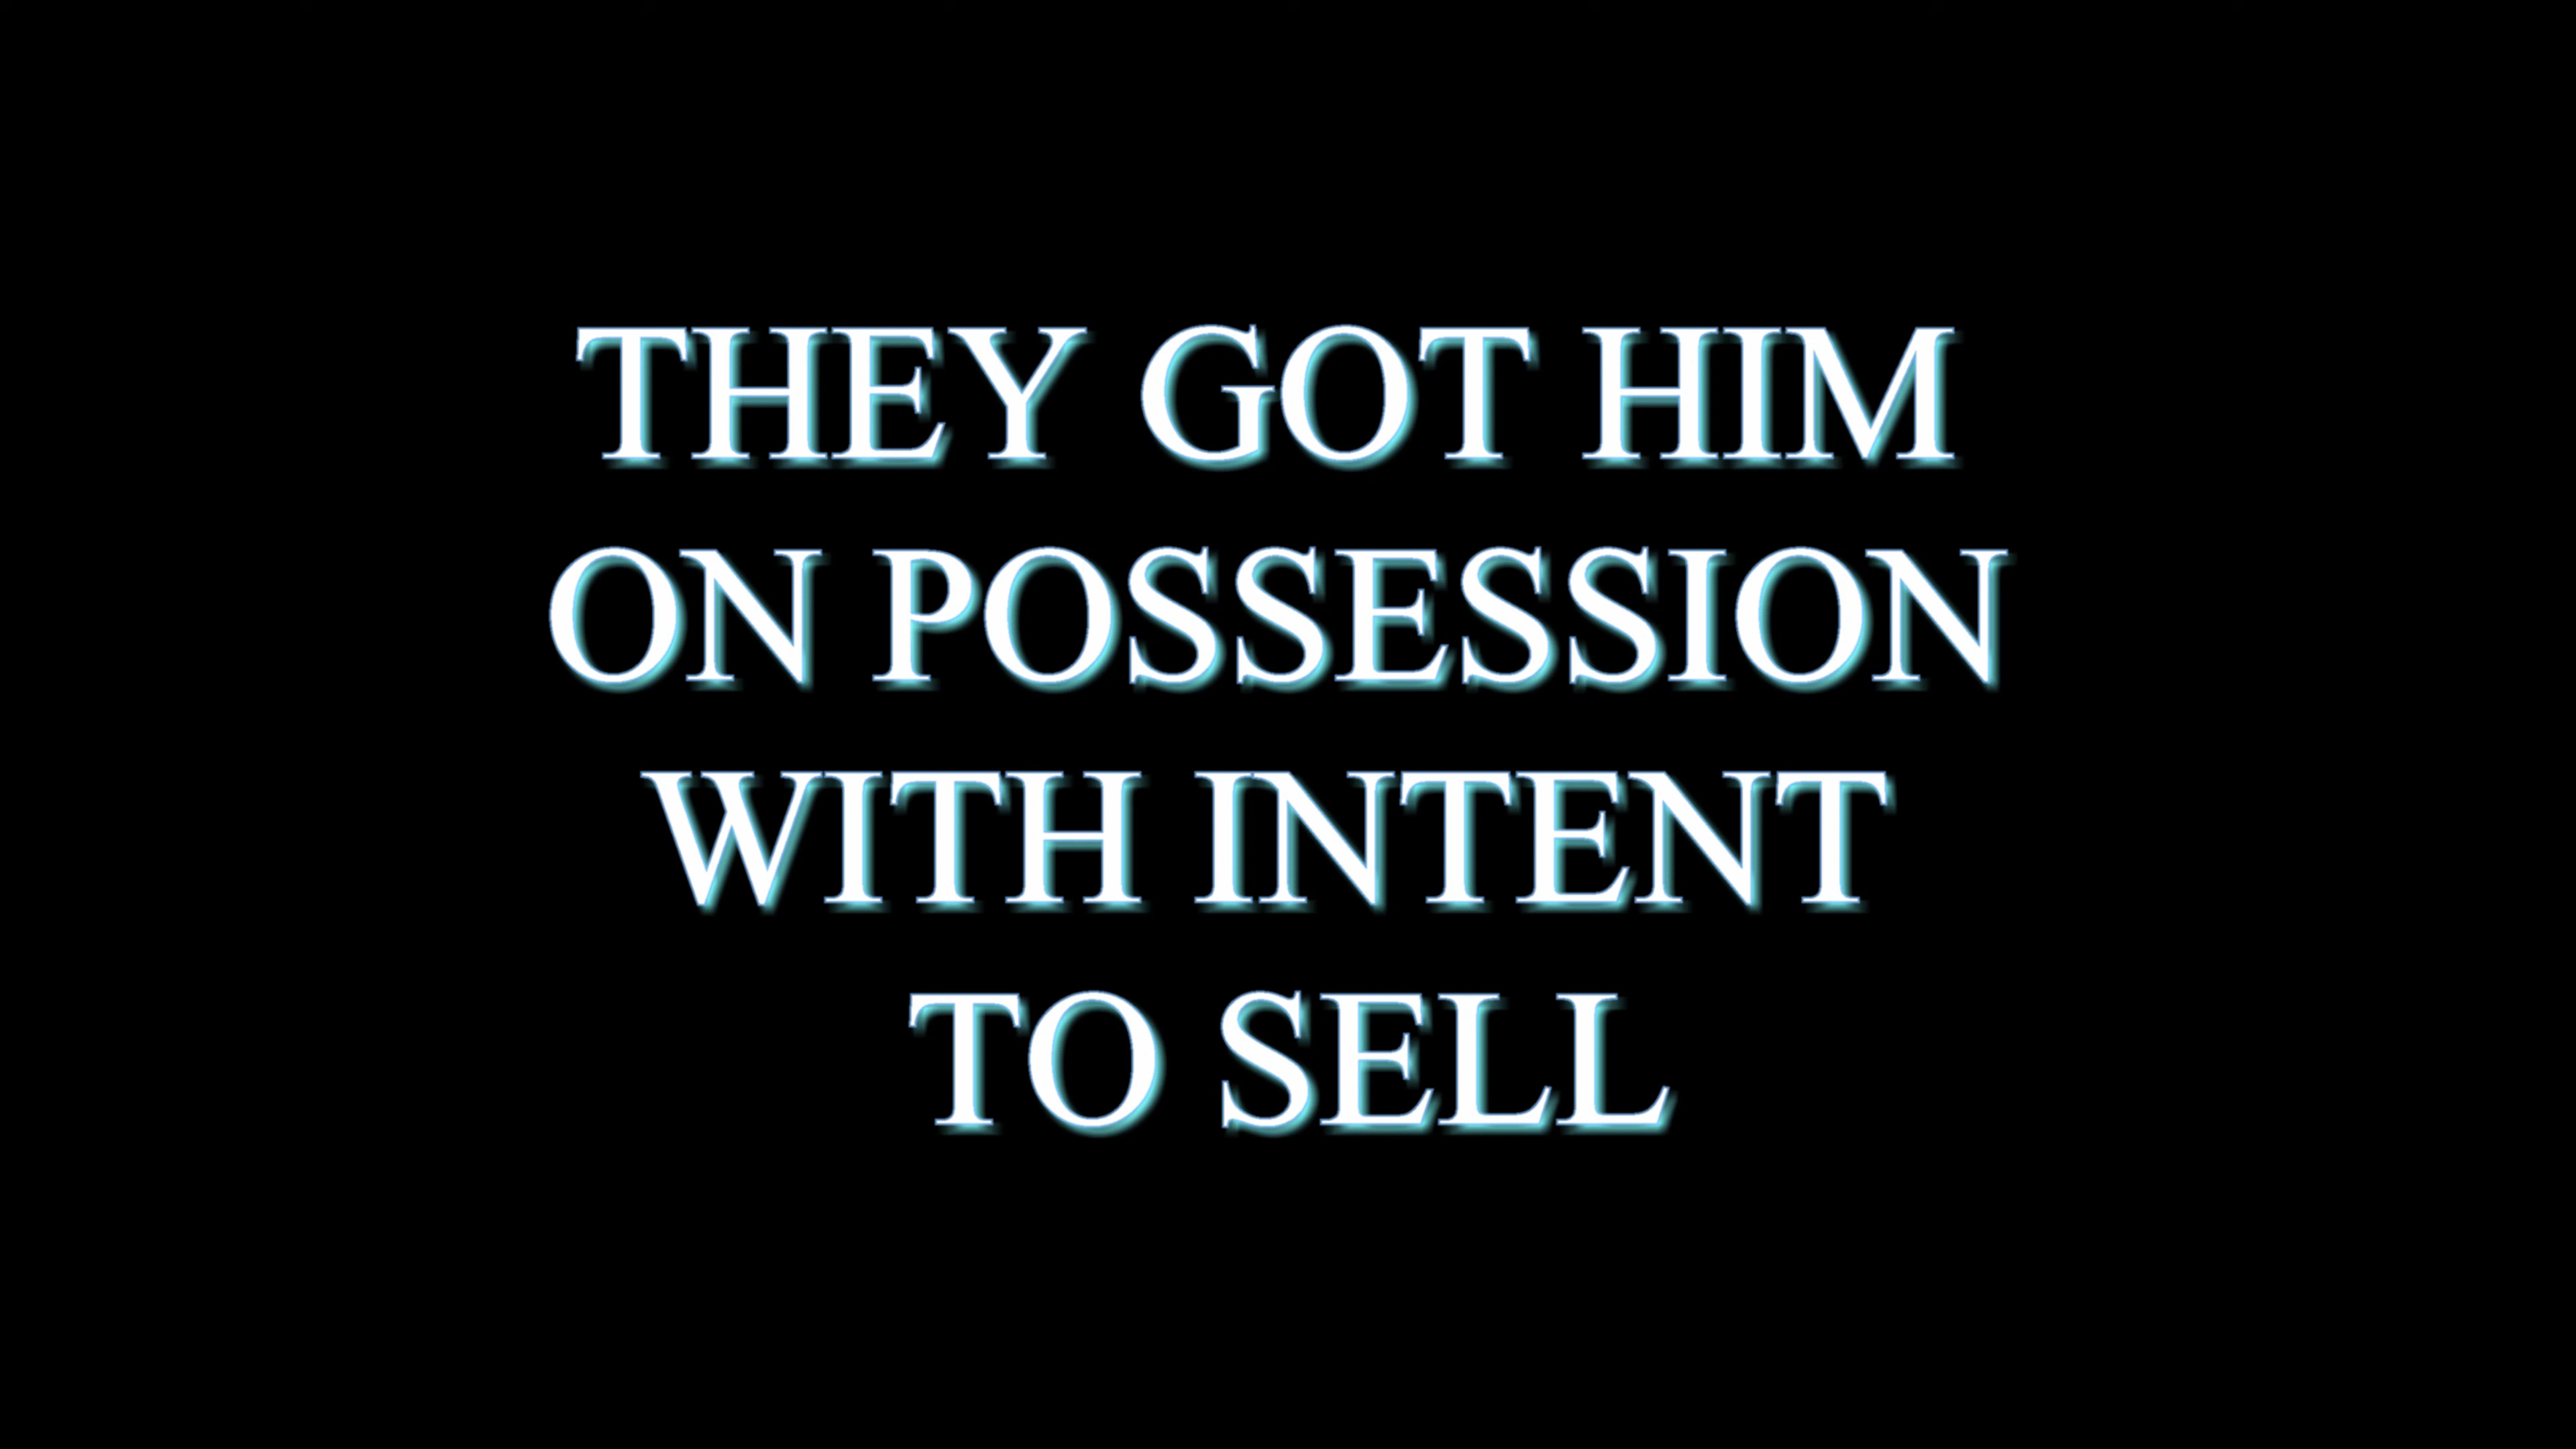 THEY GOT HIM
ON POSSESSION
WITH INTENT
TO SELL